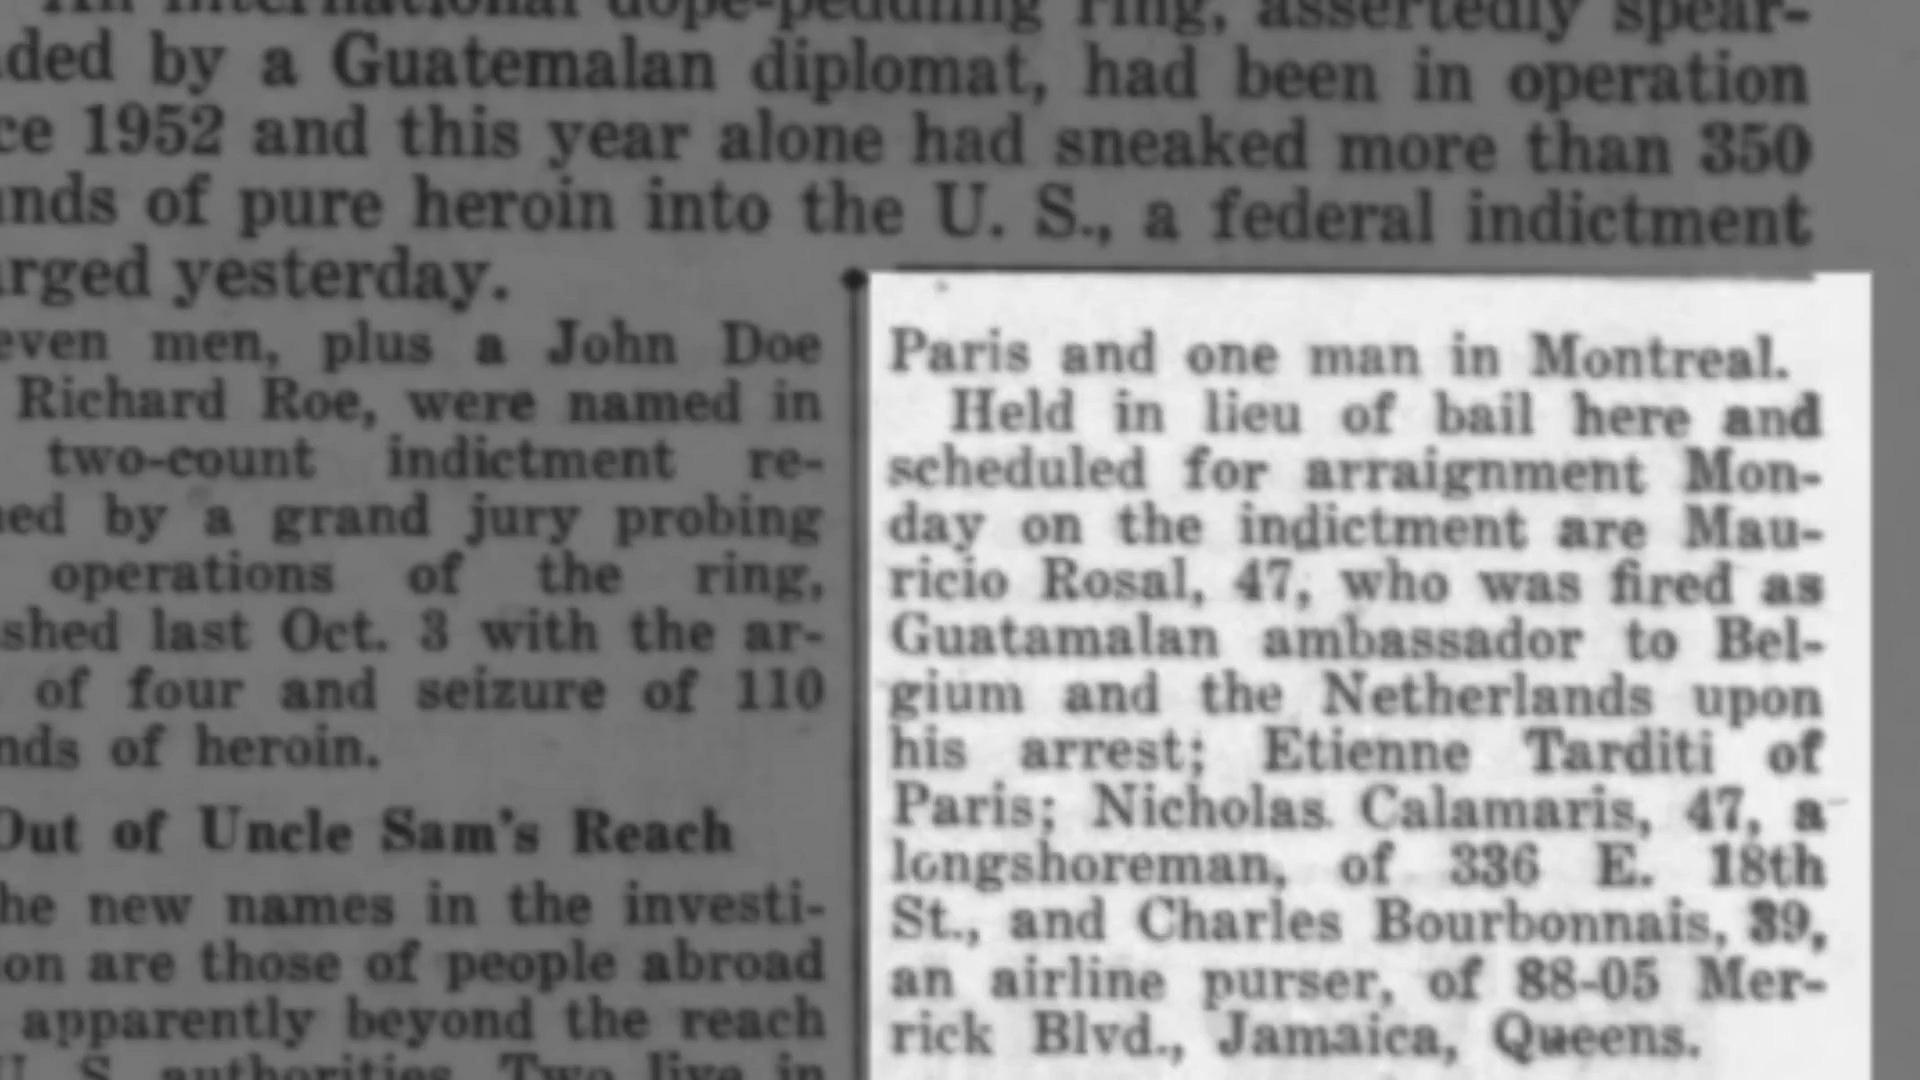 An international dope-peddling ring, assertedly spear-
ded by a Guatemalan diplomat, had been in operation
ce 1952 and this year alone had sneaked more than 350
unds of pure heroin into the U. S., a federal indictment
arged yesterday.
even men, plus a John Doe
Richard Roe, were named in
two-count indictment re-
ned by a grand jury probing
operations of the ring,
shed last Oct. 3 with the ar-
of four and seizure of 110
nds of heroin.
Out of Uncle Sam's Reach
he new names in the investi-
on are those of people abroad
apparently beyond the reach
U. S. authorities. Two live in
Paris and one man in Montreal.
Held in lieu of bail here and
scheduled for arraignment Mon-
day on the indictment are Mau-
ricio Rosal, 47, who was fired as
Guatamalan ambassador to Bel-
gium and the Netherlands upon
his arrest; Etienne Tarditi of
Paris; Nicholas Calamaris, 47, a
longshoreman, of 336 E. 18th
St., and Charles Bourbonnais, 39,
an airline purser, of 88-05 Mer-
rick Blvd., Jamaica, Queens.